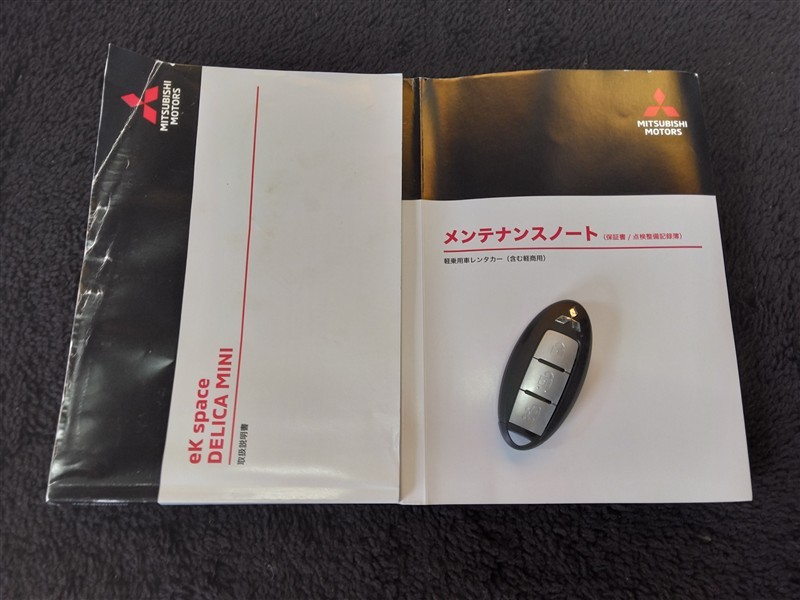 MITSUBISHI
MOTORS
eK space
DELICA MINI
取扱説明書
MITSUBISHI
MOTORS
メンテナンスノート（保証書 / 点検整備記録簿）
軽乗用車レンタカー（含む軽商用）